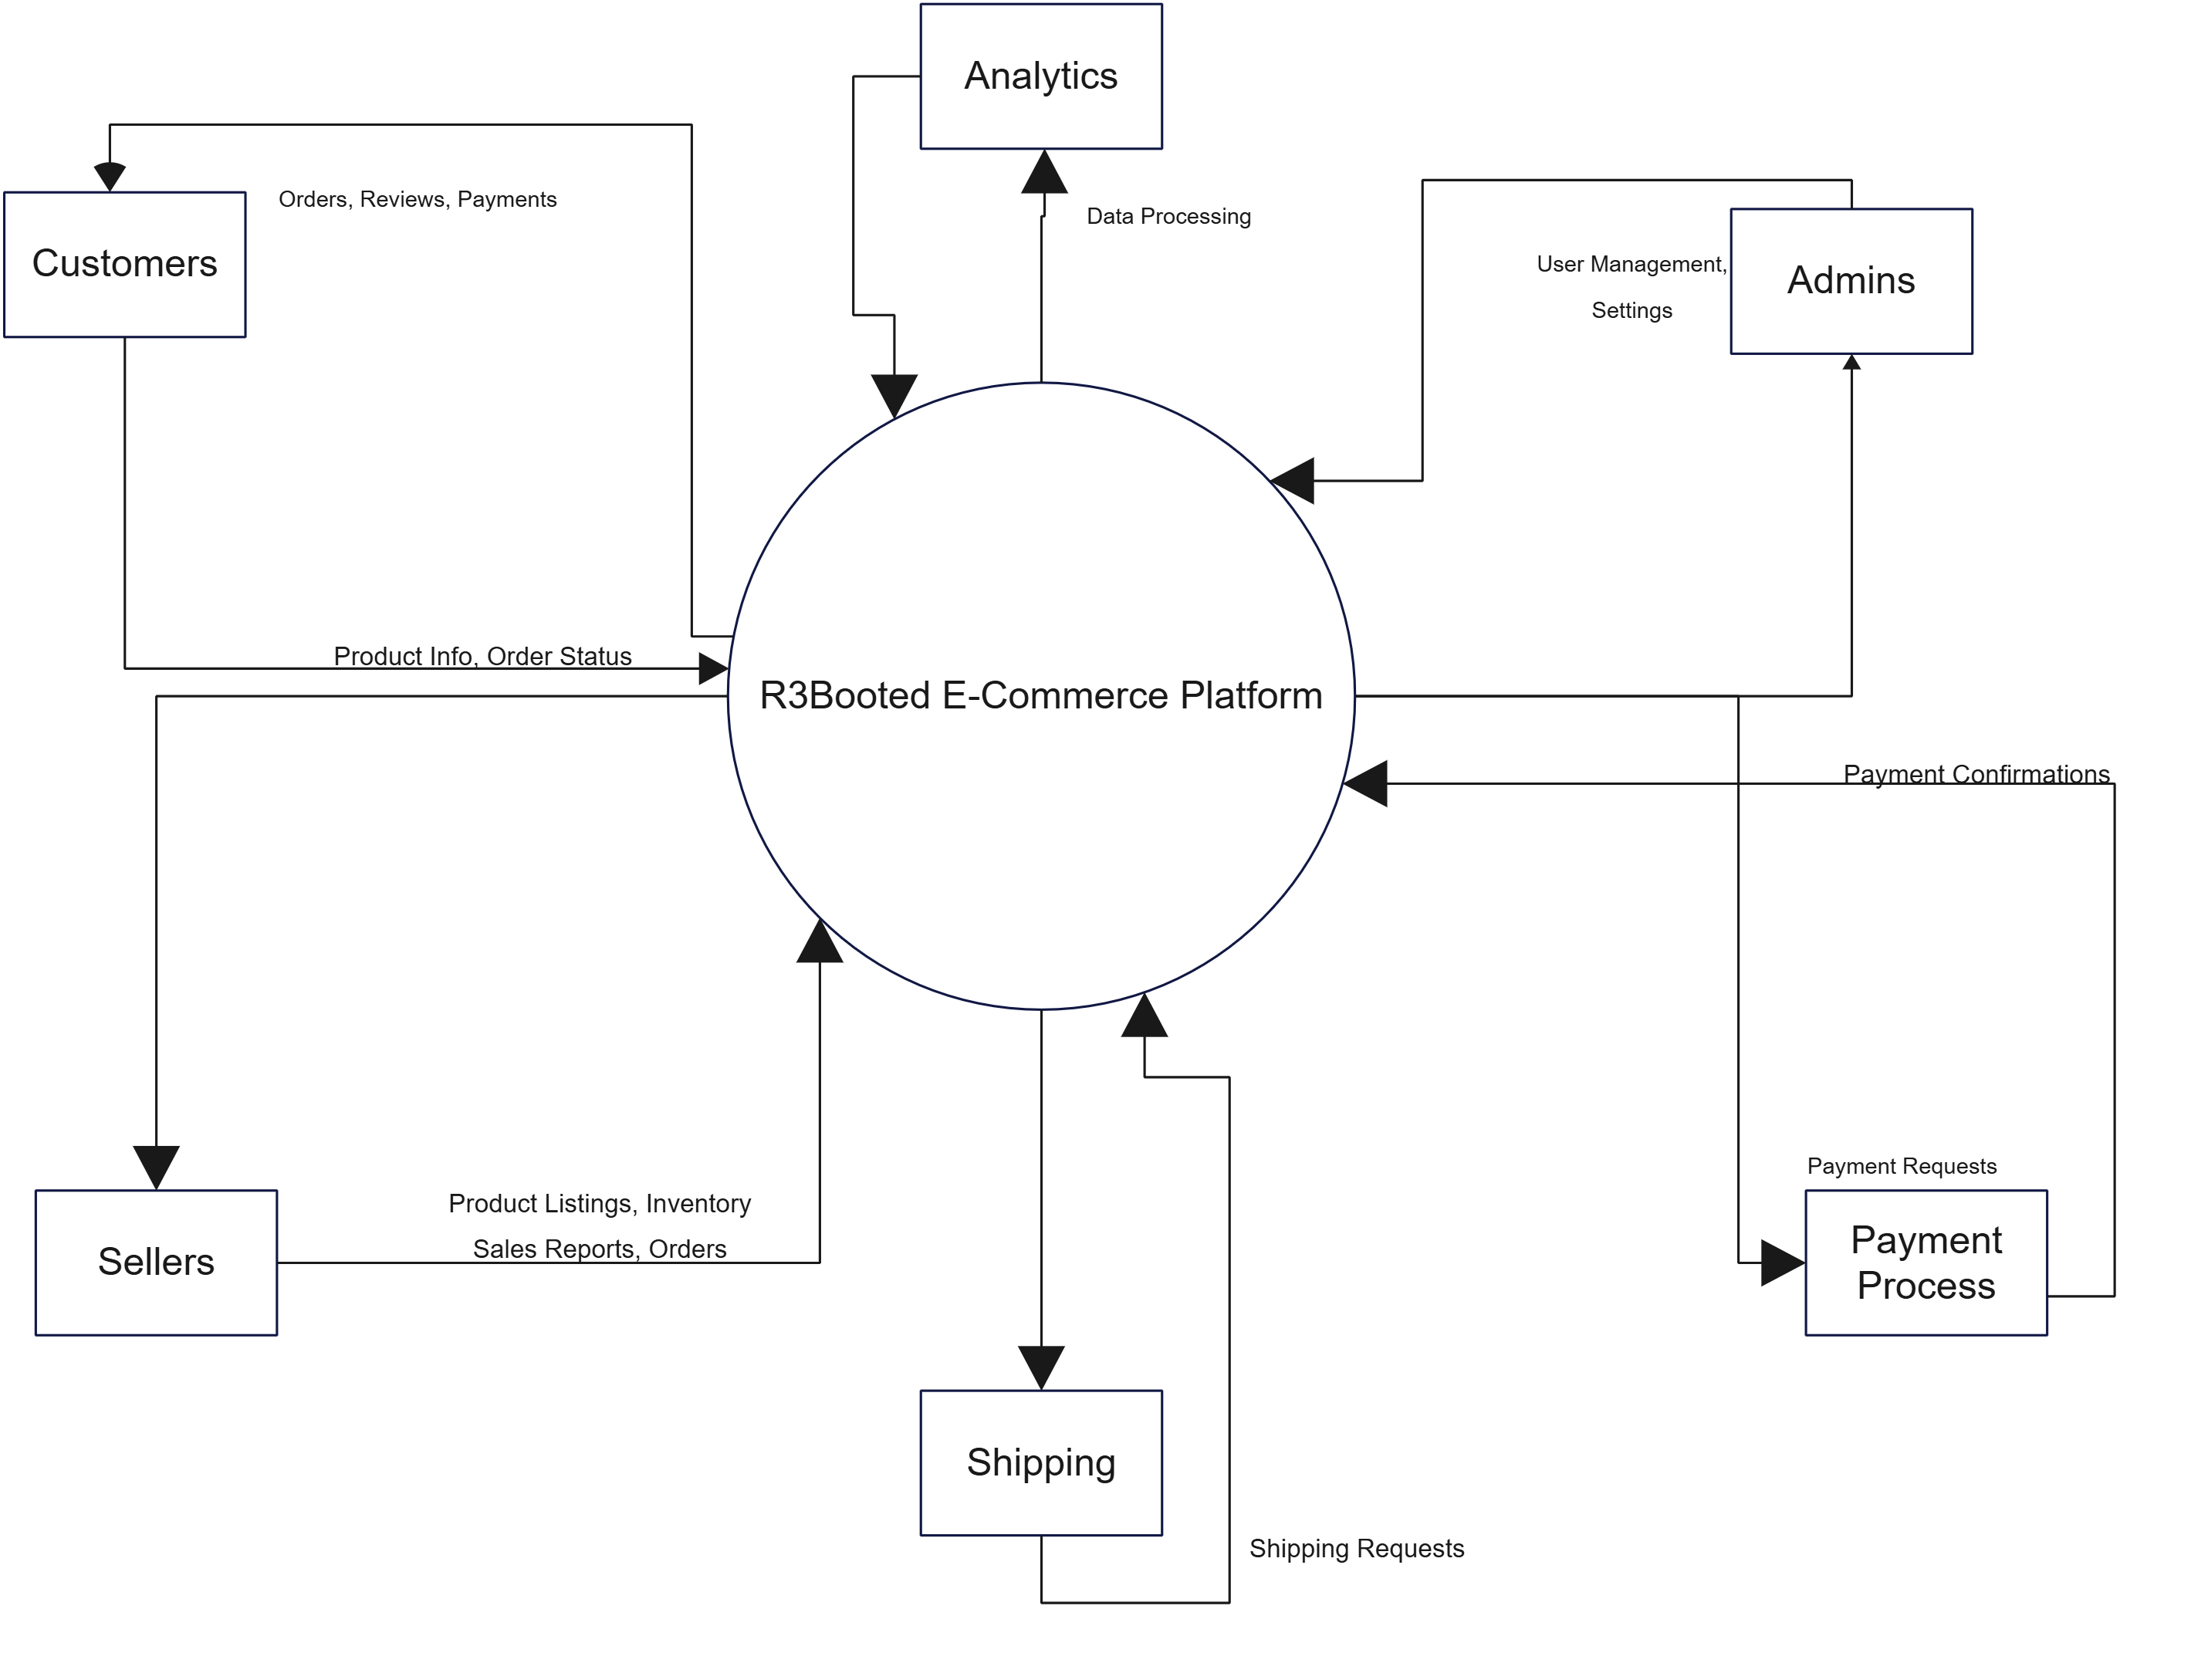 Analytics
Orders, Reviews, Payments
Data Processing
Customers
User Management,
Settings
Admins
Product Info, Order Status
R3Booted E-Commerce Platform
Payment Confirmations
Payment Requests
Product Listings, Inventory
Sales Reports, Orders
Sellers
Payment
Process
Shipping
Shipping Requests